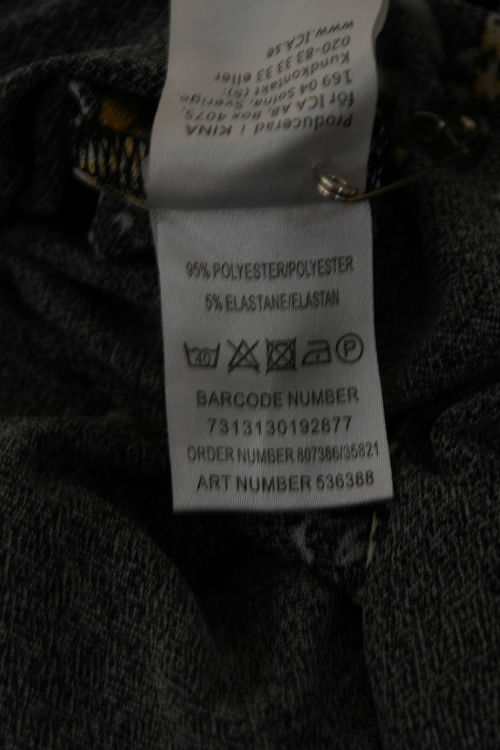 Producerad i KINA
för ICA AB, Box 4075,
169 04 Solna, Sverige.
Kundkontakt (S):
020-83 33 33 eller
www.ICA.se
95% POLYESTER/POLYESTER
5% ELASTANE/ELASTAN
40 P
BARCODE NUMBER
7313130192877
ORDER NUMBER 807386/35821
ART NUMBER 536388